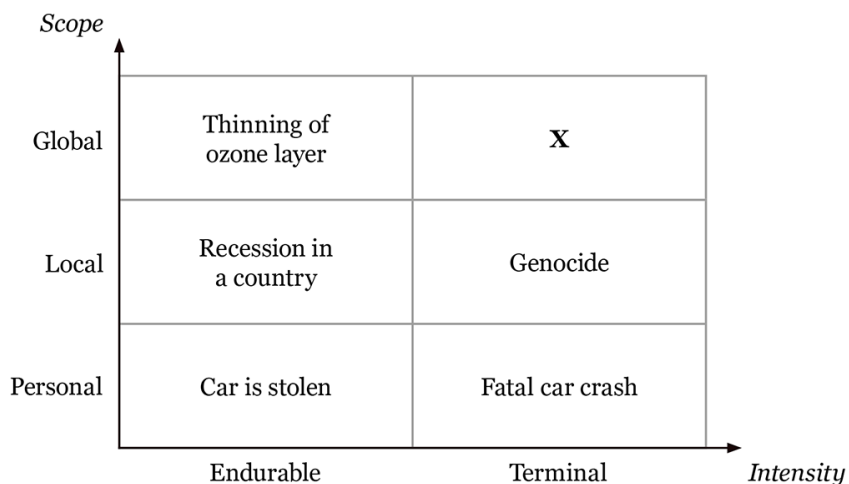 Scope
Global
Thinning of
ozone layer
X
Local
Recession in
a country
Genocide
Personal
Car is stolen
Fatal car crash
Endurable
Terminal
Intensity